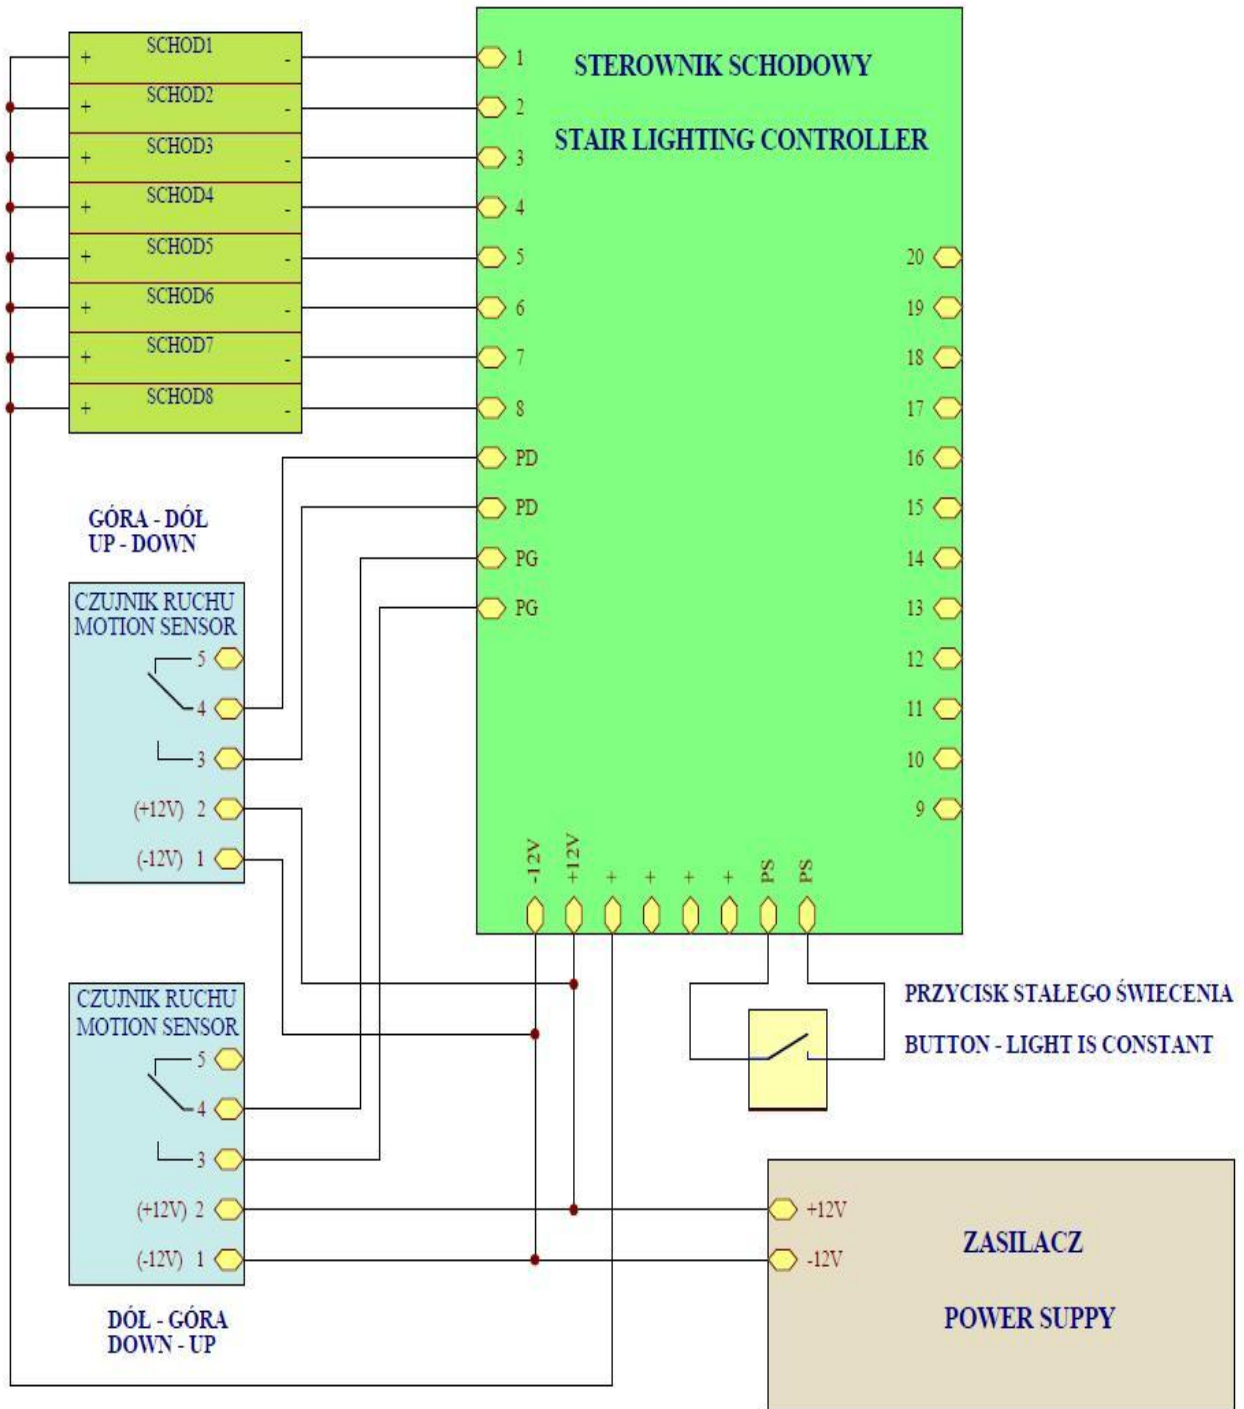 SCHOD1
+ -
SCHOD2
+ -
SCHOD3
+ -
SCHOD4
+ -
SCHOD5
+ -
SCHOD6
+ -
SCHOD7
+ -
SCHOD8
+ -
STEROWNIK SCHODOWY
STAIR LIGHTING CONTROLLER
1
2
3
4
5
6
7
8
PD
PD
PG
PG
20
19
18
17
16
15
14
13
12
11
10
9
-12V
+12V
+
+
+
+
PS
PS
GÓRA - DÓL
UP - DOWN
CZUJNIK RUCHU
MOTION SENSOR
5
4
3
(+12V) 2
(-12V) 1
CZUJNIK RUCHU
MOTION SENSOR
5
4
3
(+12V) 2
(-12V) 1
DÓL - GÓRA
DOWN - UP
PRZYCISK STALEGO ŚWIECENIA
BUTTON - LIGHT IS CONSTANT
+12V
-12V
ZASILACZ
POWER SUPPY